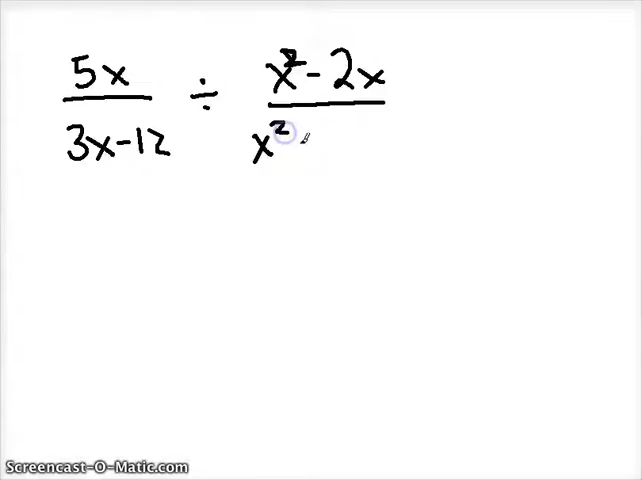 5x ÷ x² - 2x
3x-12 x²
Screencast-O-Matic.com